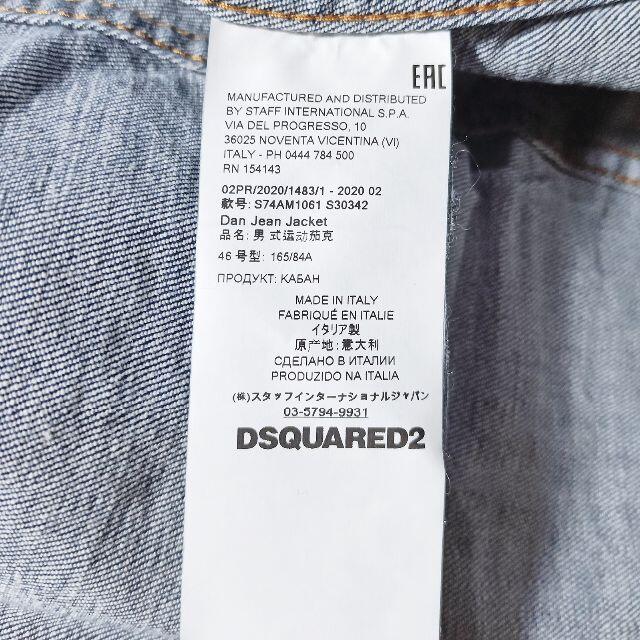 EAC
MANUFACTURED AND DISTRIBUTED
BY STAFF INTERNATIONAL S.P.A.
VIA DEL PROGRESSO, 10
36025 NOVENTA VICENTINA (VI)
ITALY - PH 0444 784 500
RN 154143
02PR/2020/1483/1 - 2020 02
款号: S74AM1061 S30342
Dan Jean Jacket
品名: 男 式运动茄克
46 号型: 165/84A
ПРОДУКТ: КАБАН
MADE IN ITALY
FABRIQUÉ EN ITALIE
イタリア製
原产地:意大利
СДЕЛАНО В ИТАЛИИ
PRODUZIDO NA ITALIA
(株)スタッフインターナショナルジャパン
03-5794-9931
DSQUARED2